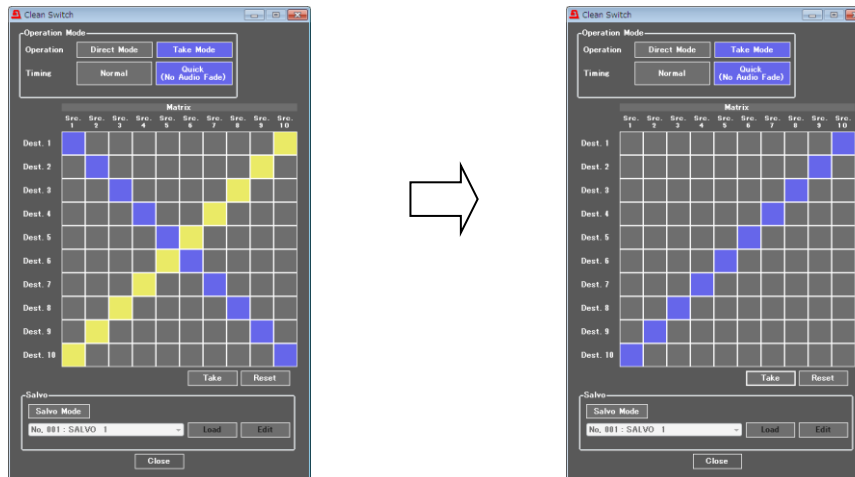 Clean Switch
Operation Mode
Operation Direct Mode Take Mode
Timing Normal Quick (No Audio Fade)
Matrix
Src. 1 Src. 2 Src. 3 Src. 4 Src. 5 Src. 6 Src. 7 Src. 8 Src. 9 Src. 10
Dest. 1
Dest. 2
Dest. 3
Dest. 4
Dest. 5
Dest. 6
Dest. 7
Dest. 8
Dest. 9
Dest. 10
Take Reset
Salvo
Salvo Mode
No. 001 : SALVO 1 Load Edit
Close
Clean Switch
Operation Mode
Operation Direct Mode Take Mode
Timing Normal Quick (No Audio Fade)
Matrix
Src. 1 Src. 2 Src. 3 Src. 4 Src. 5 Src. 6 Src. 7 Src. 8 Src. 9 Src. 10
Dest. 1
Dest. 2
Dest. 3
Dest. 4
Dest. 5
Dest. 6
Dest. 7
Dest. 8
Dest. 9
Dest. 10
Take Reset
Salvo
Salvo Mode
No. 001 : SALVO 1 Load Edit
Close